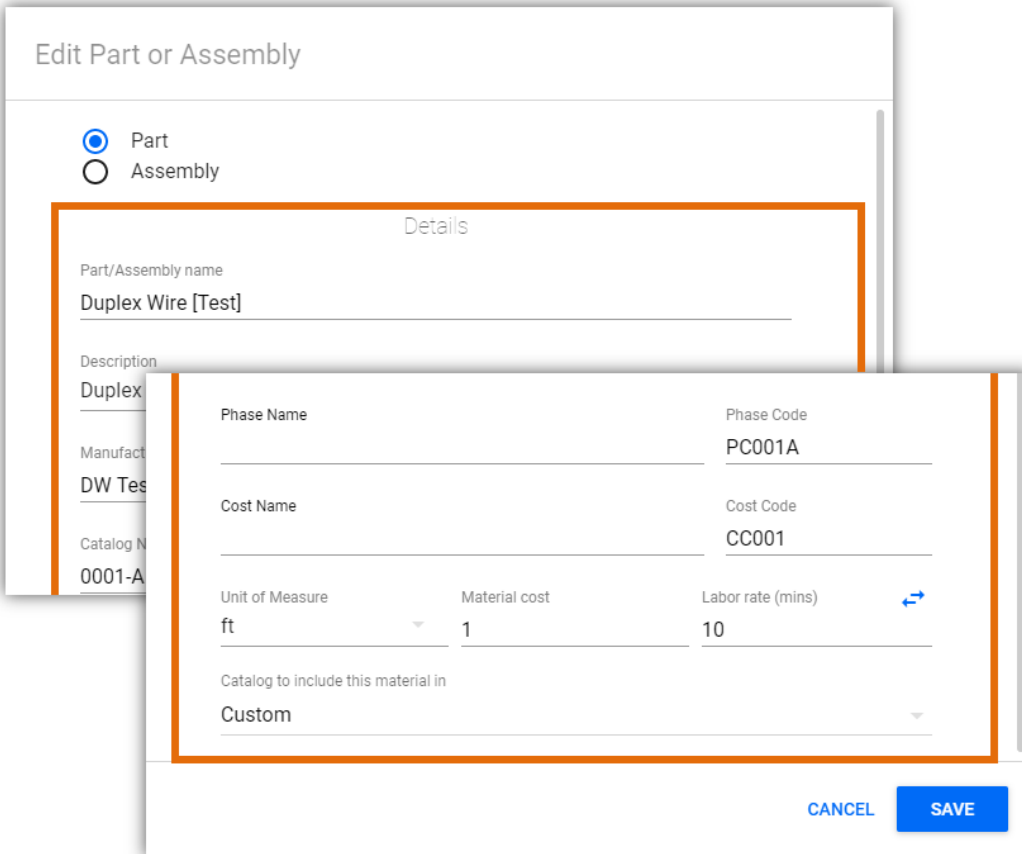 Edit Part or Assembly
Part
Assembly
Details
Part/Assembly name
Duplex Wire [Test]
Description
Duplex
Manufact
DW Tes
Catalog N
0001-A
Phase Name
Phase Code
PC001A
Cost Name
Cost Code
CC001
Unit of Measure
Material cost
Labor rate (mins)
ft
1
10
Catalog to include this material in
Custom
CANCEL
SAVE